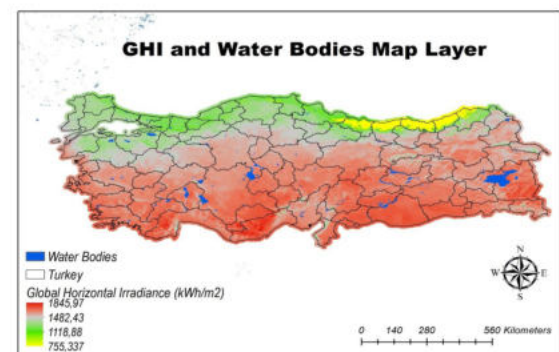 GHI and Water Bodies Map Layer
Water Bodies
Turkey
Global Horizontal Irradiance (kWh/m2)
1845,97
1482,43
1118,88
755,337
N
W E
S
0 140 280 560 Kilometers